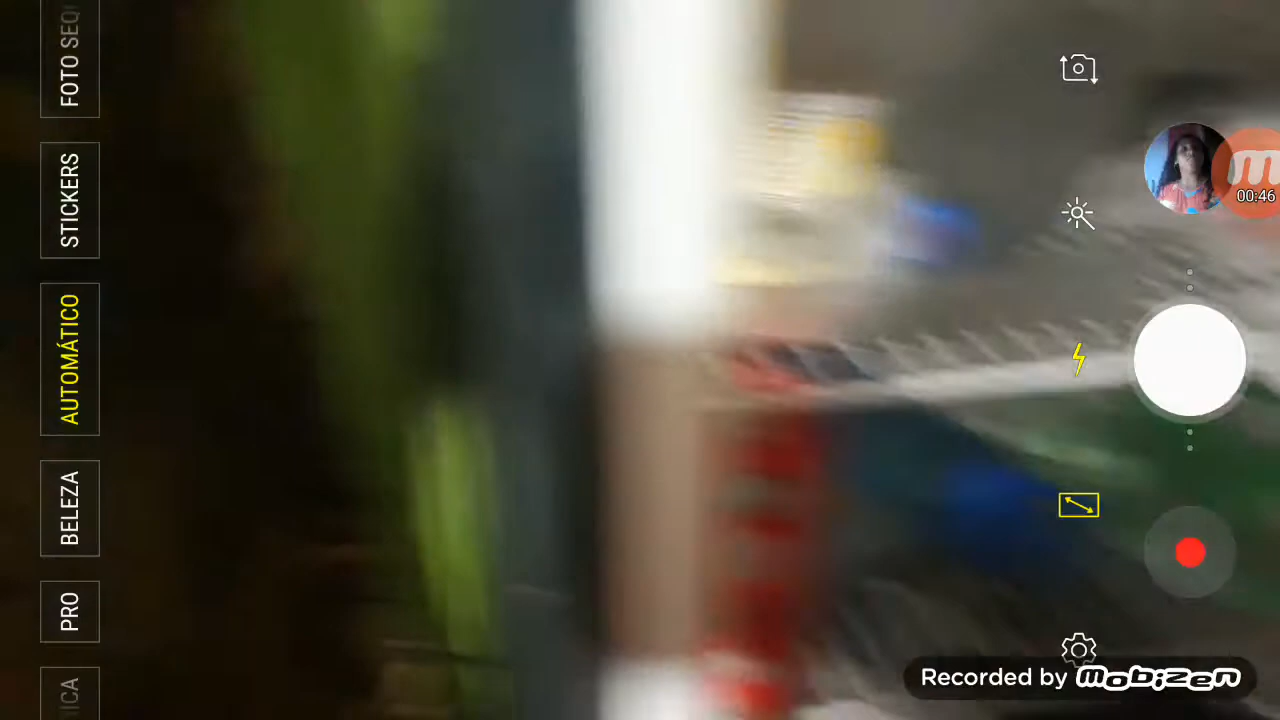 FOTO SEQ
STICKERS
AUTOMÁTICO
BELEZA
PRO
ICA
00:46
Recorded by mobizen